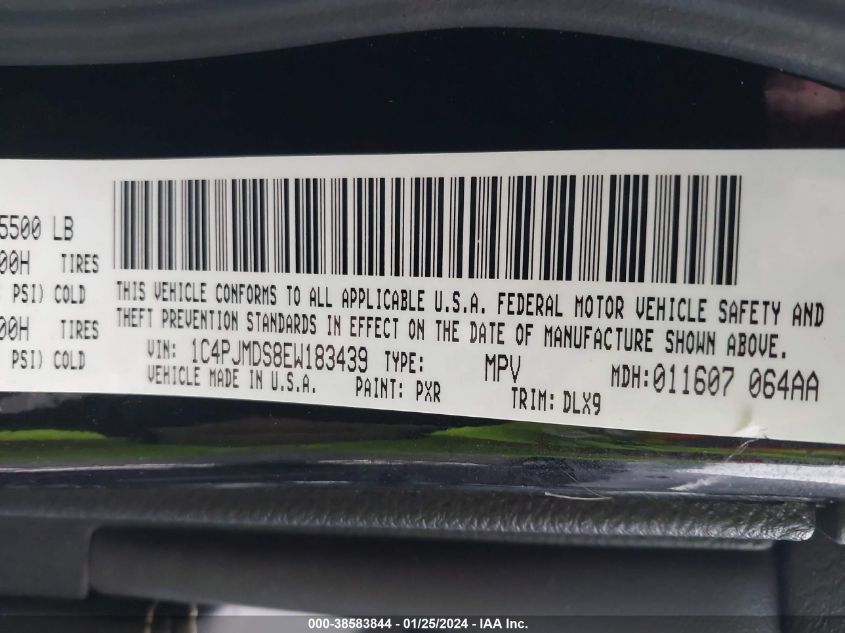 5500 LB
00H TIRES
PSI) COLD
00H TIRES
PSI) COLD
THIS VEHICLE CONFORMS TO ALL APPLICABLE U.S.A. FEDERAL MOTOR VEHICLE SAFETY AND
THEFT PREVENTION STANDARDS IN EFFECT ON THE DATE OF MANUFACTURE SHOWN ABOVE.
VIN: 1C4PJMDS8EW183439 TYPE: MPV MDH:011607 064AA
VEHICLE MADE IN U.S.A. PAINT: PXR TRIM: DLX9
000-38583844 - 01/25/2024 - IAA Inc.